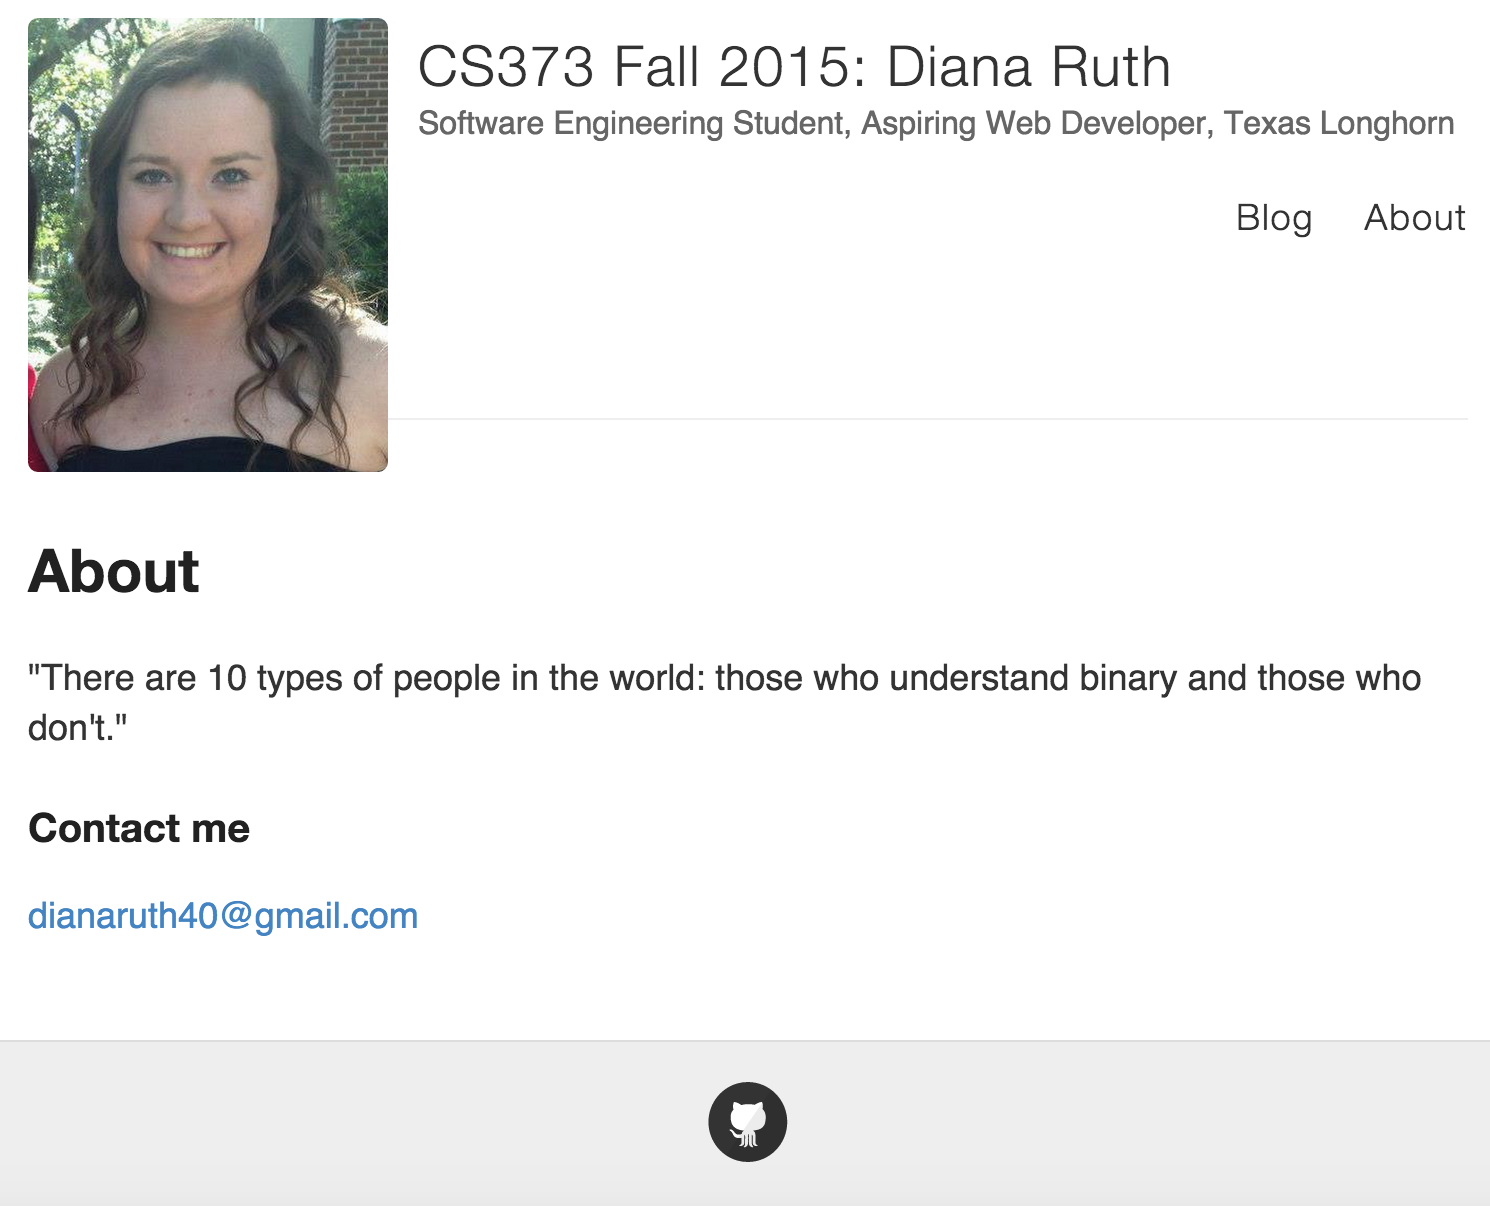 CS373 Fall 2015: Diana Ruth
Software Engineering Student, Aspiring Web Developer, Texas Longhorn
Blog About
About
"There are 10 types of people in the world: those who understand binary and those who
don't."
Contact me
dianaruth40@gmail.com